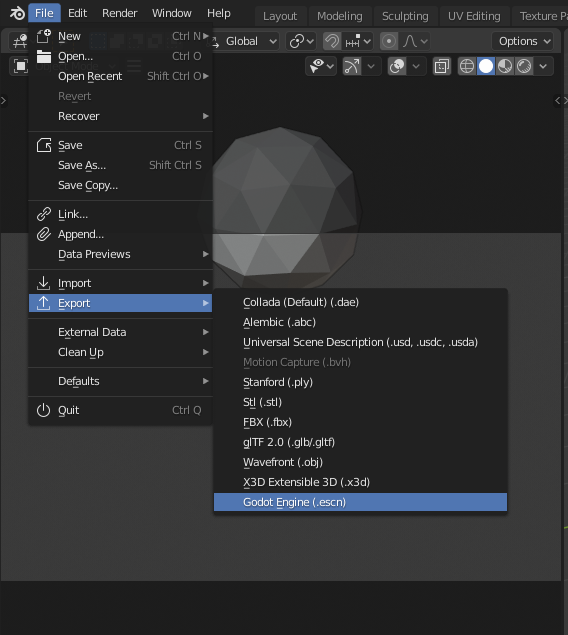 File Edit Render Window Help Layout Modeling Sculpting UV Editing Texture Pa
New Ctrl N
Global Options
Open... Ctrl O
Open Recent Shift Ctrl O
Revert
Recover
Save Ctrl S
Save As... Shift Ctrl S
Save Copy...
Link...
Append...
Data Previews
Import
Export
External Data
Clean Up
Defaults
Quit Ctrl Q
Collada (Default) (.dae)
Alembic (.abc)
Universal Scene Description (.usd, .usdc, .usda)
Motion Capture (.bvh)
Stanford (.ply)
Stl (.stl)
FBX (.fbx)
glTF 2.0 (.glb/.gltf)
Wavefront (.obj)
X3D Extensible 3D (.x3d)
Godot Engine (.escn)